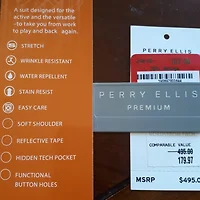 A suit designed for the
active and the versatile
-to take you from work
to play and back again.
STRETCH
WRINKLE RESISTANT
WATER REPELLENT
STAIN RESIST
EASY CARE
SOFT SHOULDER
REFLECTIVE TAPE
HIDDEN TECH POCKET
FUNCTIONAL
BUTTON HOLES
PERRY ELLIS
PERRY ELLIS
PREMIUM
COMPARABLE VALUE
495.00
179.97
MSRP $495.0